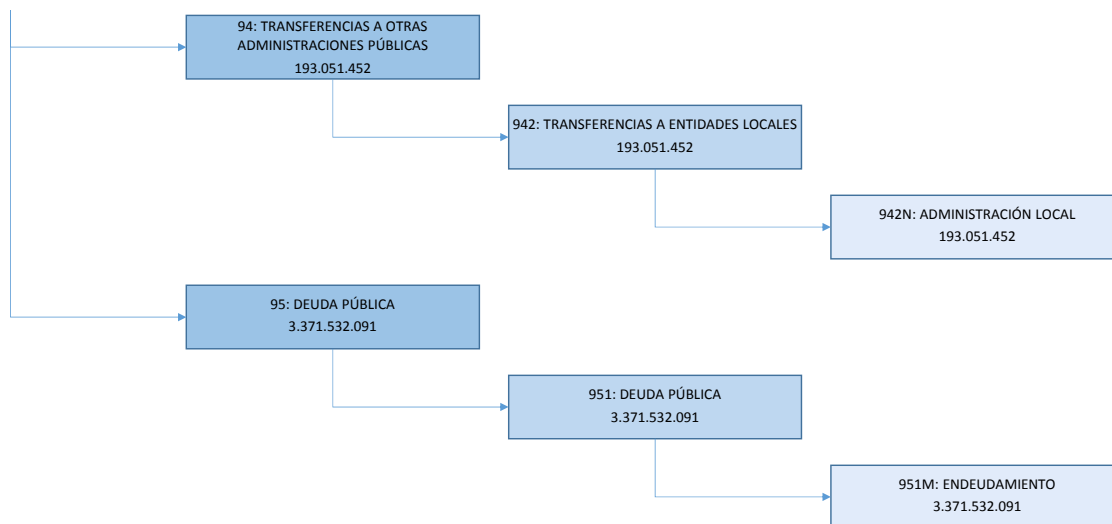 94: TRANSFERENCIAS A OTRAS
ADMINISTRACIONES PÚBLICAS
193.051.452
942: TRANSFERENCIAS A ENTIDADES LOCALES
193.051.452
942N: ADMINISTRACIÓN LOCAL
193.051.452
95: DEUDA PÚBLICA
3.371.532.091
951: DEUDA PÚBLICA
3.371.532.091
951M: ENDEUDAMIENTO
3.371.532.091